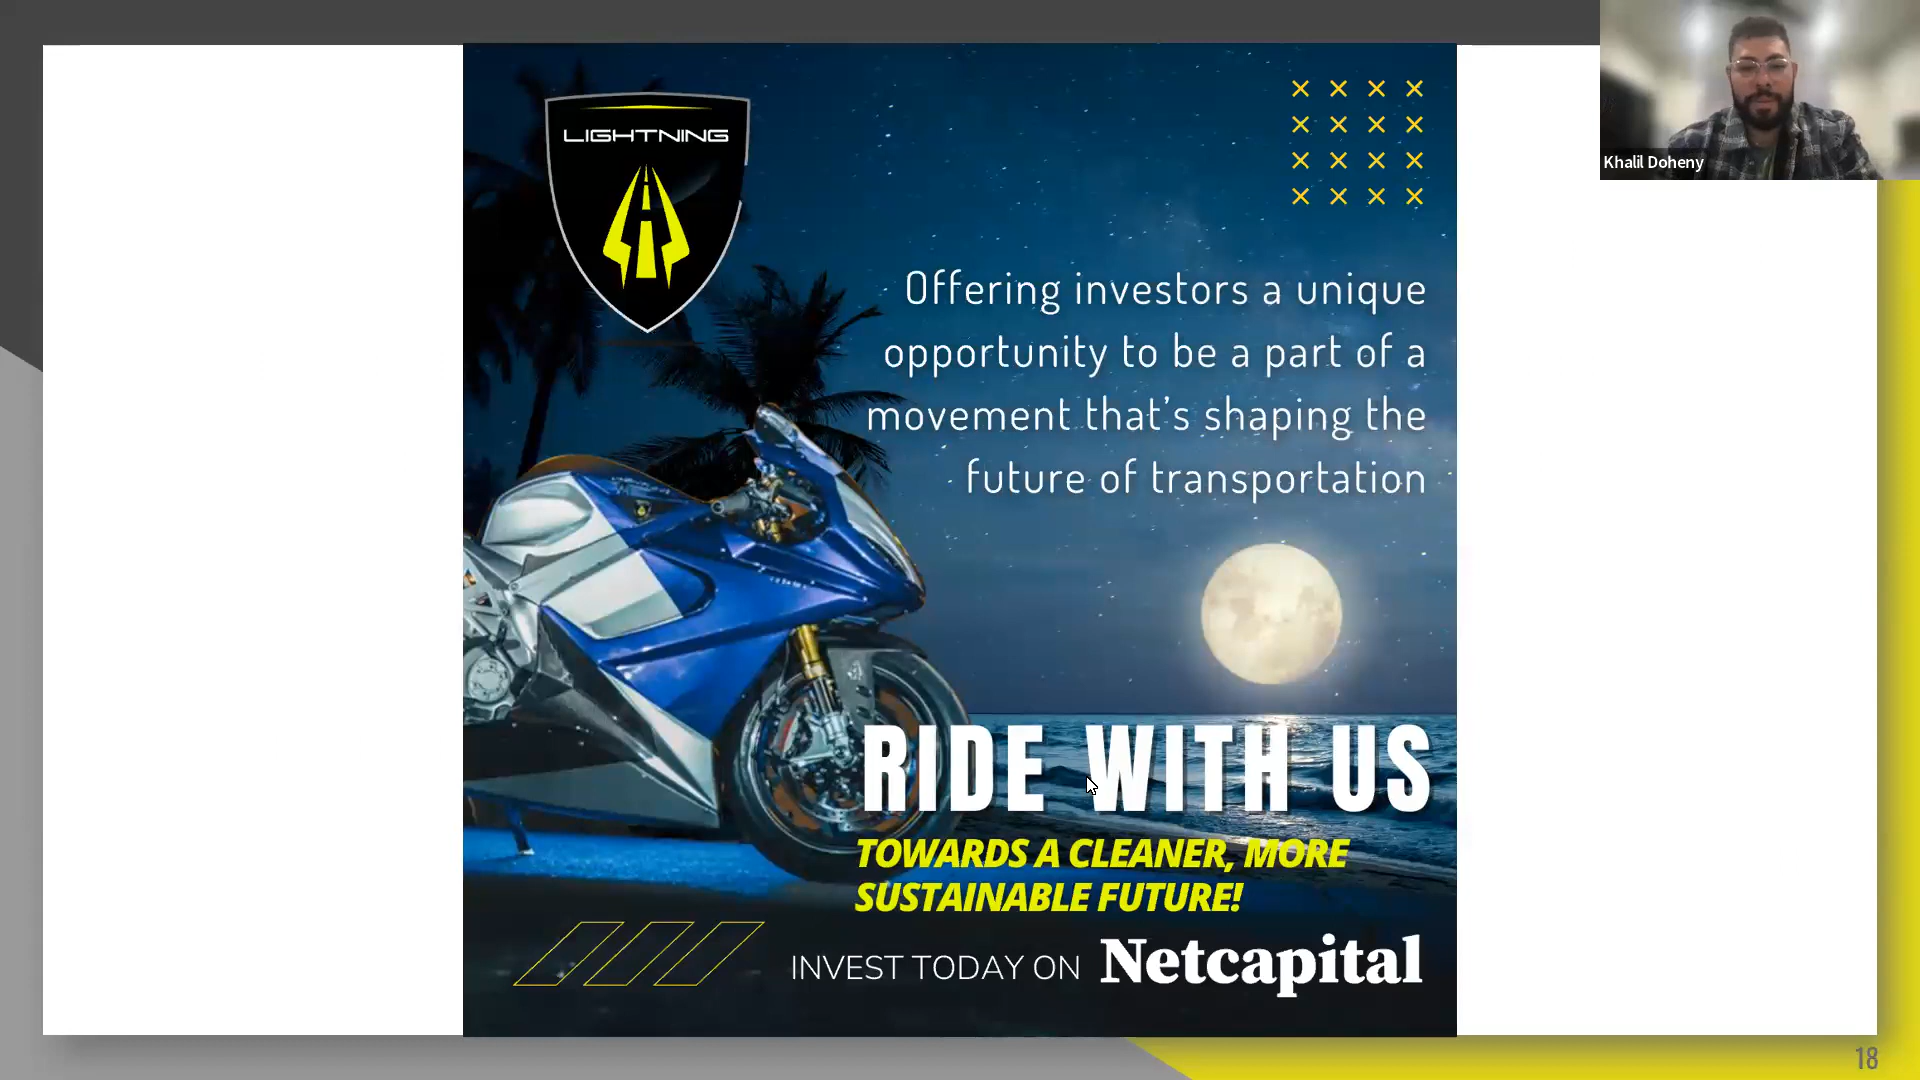 LIGHTNING
Khalil Doheny
Offering investors a unique
opportunity to be a part of a
movement that’s shaping the
future of transportation
RIDE WITH US
TOWARDS A CLEANER, MORE
SUSTAINABLE FUTURE!
INVEST TODAY ON Netcapital
18